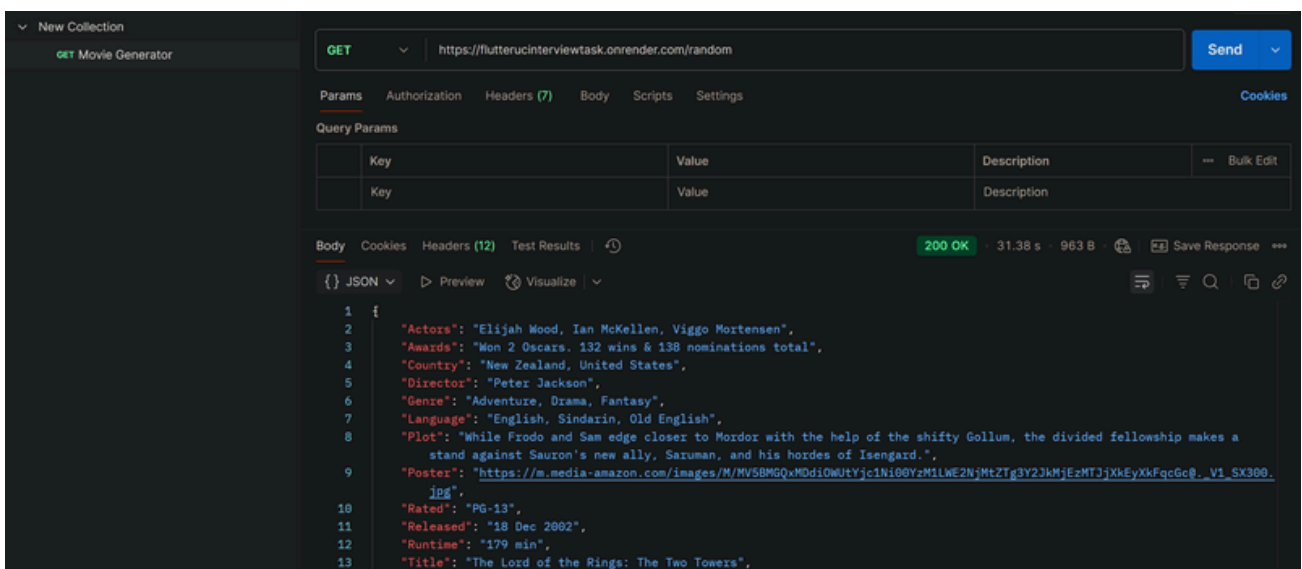 New Collection
GET Movie Generator
GET https://flutterucinterviewtask.onrender.com/random Send
Params Authorization Headers (7) Body Scripts Settings Cookies
Query Params
Key Value Description ... Bulk Edit
Key Value Description
Body Cookies Headers (12) Test Results 200 OK 31.38 s 963 B Save Response
{} JSON Preview Visualize
1 {
2 "Actors": "Elijah Wood, Ian McKellen, Viggo Mortensen",
3 "Awards": "Won 2 Oscars. 132 wins & 138 nominations total",
4 "Country": "New Zealand, United States",
5 "Director": "Peter Jackson",
6 "Genre": "Adventure, Drama, Fantasy",
7 "Language": "English, Sindarin, Old English",
8 "Plot": "While Frodo and Sam edge closer to Mordor with the help of the shifty Gollum, the divided fellowship makes a
stand against Sauron's new ally, Saruman, and his hordes of Isengard.",
9 "Poster": "https://m.media-amazon.com/images/M/MV5BMGQxMDdiOWUtYjc1Ni00YzM1LWE2NjMtZTg3Y2JkMjEzMTJjXkEyXkFqcGc@._V1_SX300.
jpg",
10 "Rated": "PG-13",
11 "Released": "18 Dec 2002",
12 "Runtime": "179 min",
13 "Title": "The Lord of the Rings: The Two Towers",